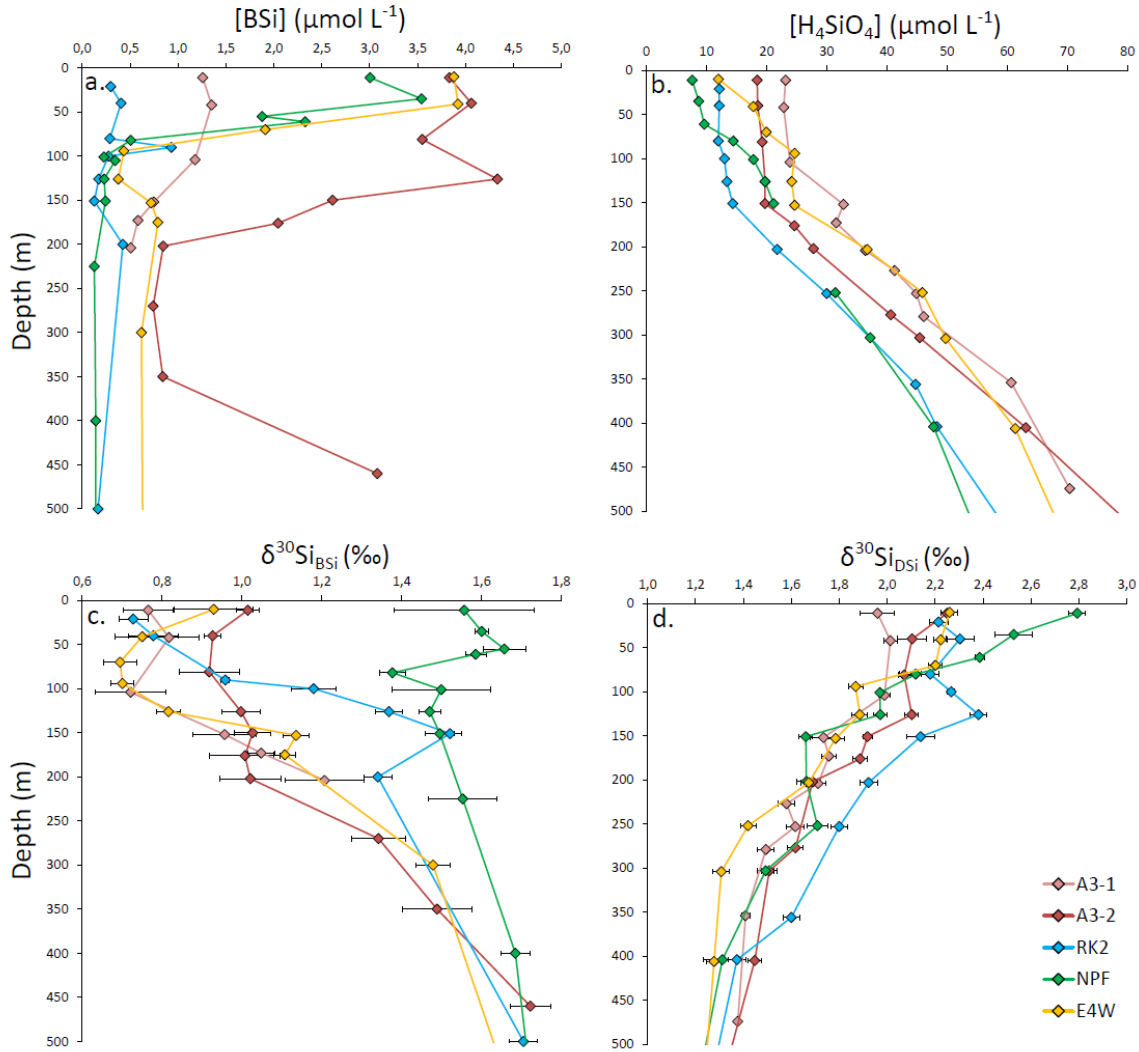 [BSi] (µmol L⁻¹)
0,0 0,5 1,0 1,5 2,0 2,5 3,0 3,5 4,0 4,5 5,0
a.
0
50
100
150
200
250
300
350
400
450
500
Depth (m)
[H₄SiO₄] (µmol L⁻¹)
0 10 20 30 40 50 60 70 80
b.
0
50
100
150
200
250
300
350
400
450
500
δ³⁰Si_BSi (‰)
0,6 0,8 1,0 1,2 1,4 1,6 1,8
c.
0
50
100
150
200
250
300
350
400
450
500
Depth (m)
δ³⁰Si_DSi (‰)
1,0 1,2 1,4 1,6 1,8 2,0 2,2 2,4 2,6 2,8 3,0
d.
0
50
100
150
200
250
300
350
400
450
500
A3-1
A3-2
RK2
NPF
E4W